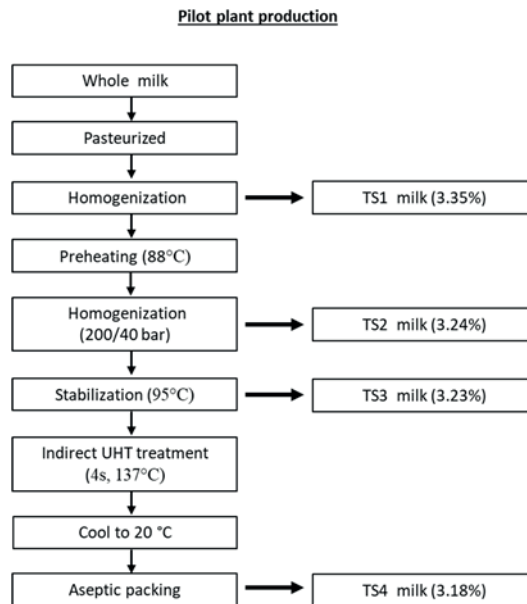 Pilot plant production
Whole milk
Pasteurized
Homogenization
TS1 milk (3.35%)
Preheating (88°C)
Homogenization
(200/40 bar)
TS2 milk (3.24%)
Stabilization (95°C)
TS3 milk (3.23%)
Indirect UHT treatment
(4s, 137°C)
Cool to 20 °C
Aseptic packing
TS4 milk (3.18%)